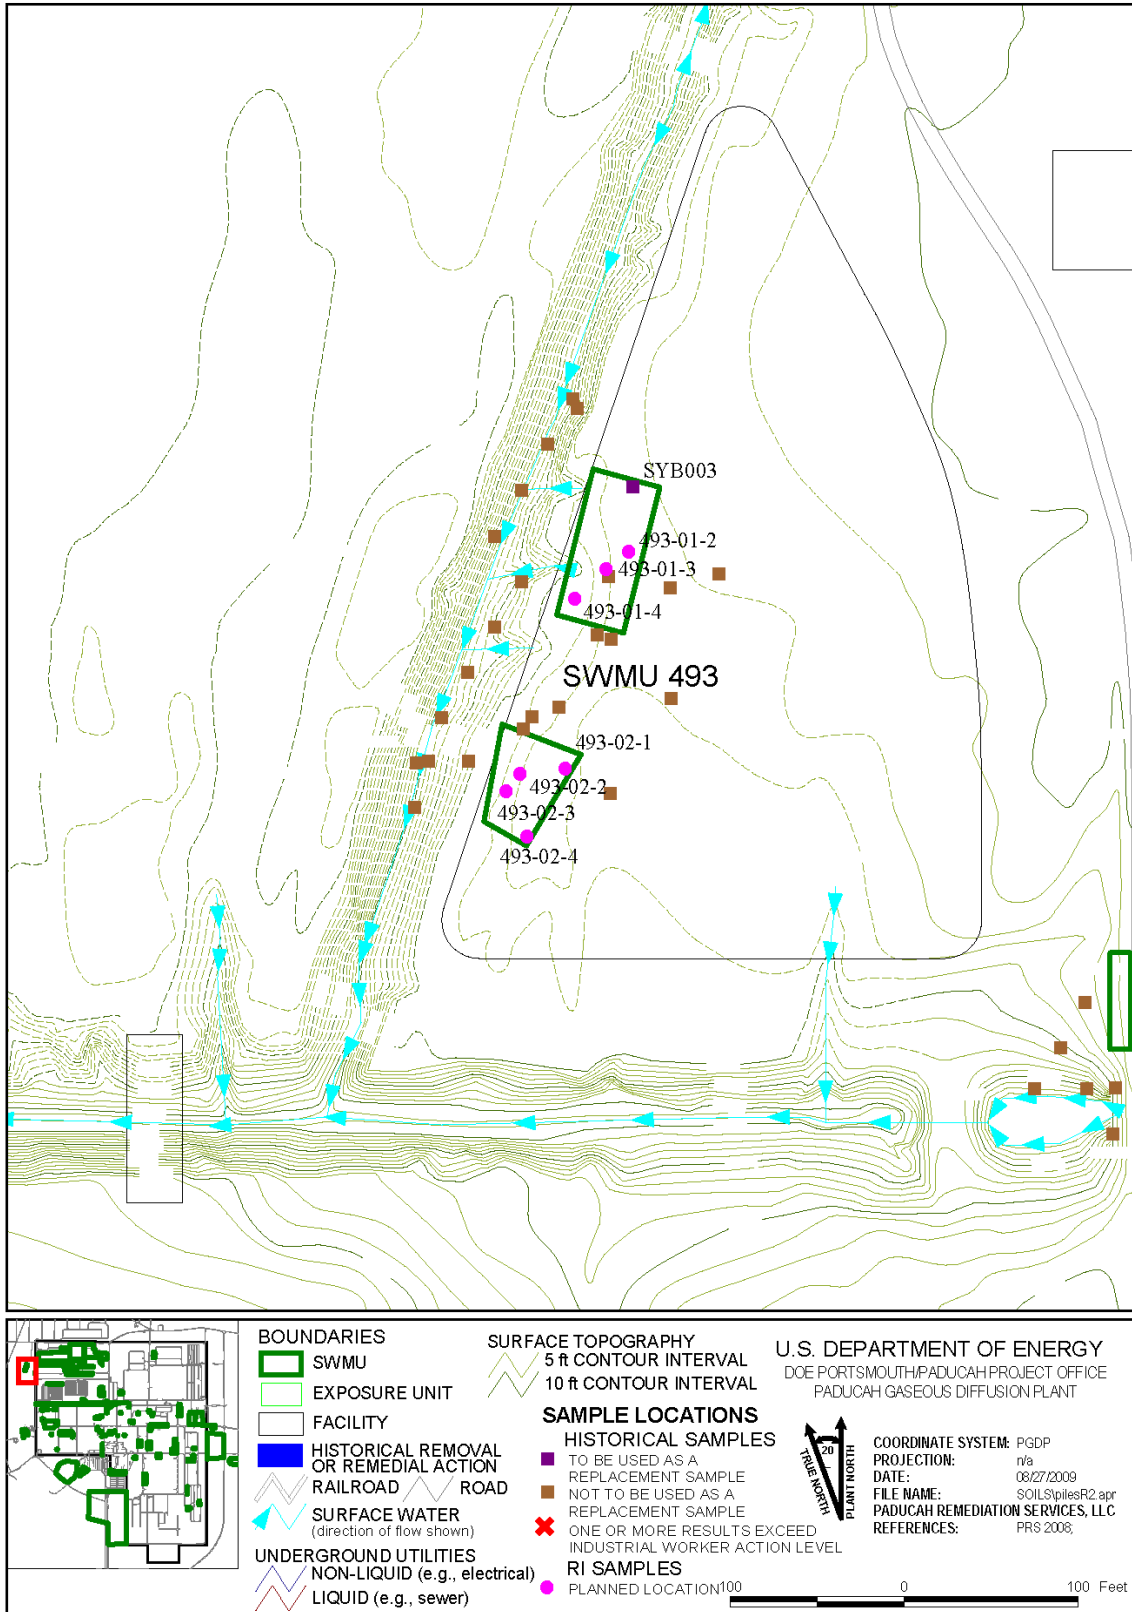 SYB003
493-01-2
493-01-3
493-01-4
SWMU 493
493-02-1
493-02-2
493-02-3
493-02-4
BOUNDARIES
SWMU
EXPOSURE UNIT
FACILITY
HISTORICAL REMOVAL
OR REMEDIAL ACTION
RAILROAD
ROAD
SURFACE WATER
(direction of flow shown)
UNDERGROUND UTILITIES
NON-LIQUID (e.g., electrical)
LIQUID (e.g., sewer)
SURFACE TOPOGRAPHY
5 ft CONTOUR INTERVAL
10 ft CONTOUR INTERVAL
SAMPLE LOCATIONS
HISTORICAL SAMPLES
TO BE USED AS A
REPLACEMENT SAMPLE
NOT TO BE USED AS A
REPLACEMENT SAMPLE
ONE OR MORE RESULTS EXCEED
INDUSTRIAL WORKER ACTION LEVEL
RI SAMPLES
PLANNED LOCATION
U.S. DEPARTMENT OF ENERGY
DOE PORTSMOUTH/PADUCAH PROJECT OFFICE
PADUCAH GASEOUS DIFFUSION PLANT
20
TRUE NORTH
PLANT NORTH
COORDINATE SYSTEM: PGDP
PROJECTION: n/a
DATE: 08/27/2009
FILE NAME: SOILS\pilesR2.apr
PADUCAH REMEDIATION SERVICES, LLC
REFERENCES: PRS 2008;
100 0 100 Feet